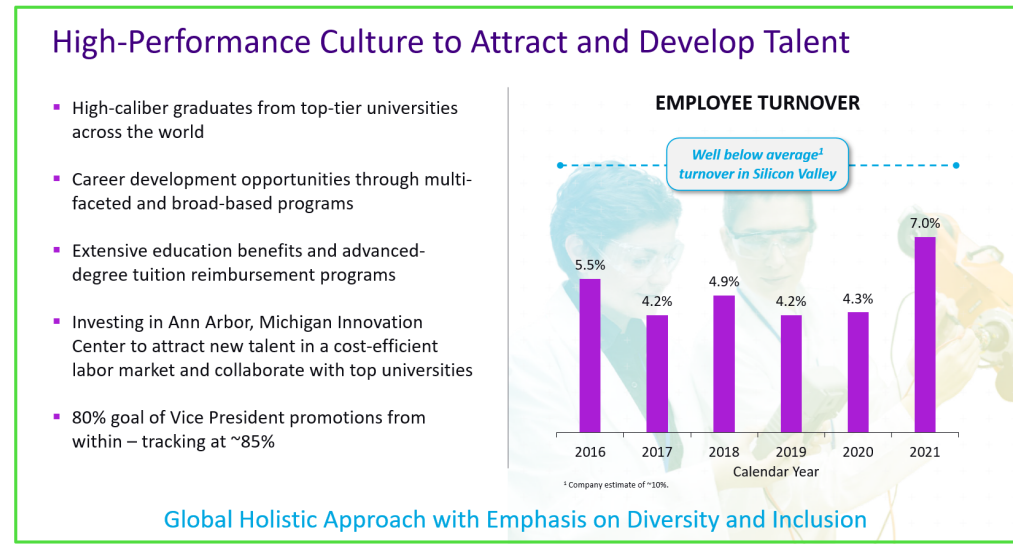 High-Performance Culture to Attract and Develop Talent
▪ High-caliber graduates from top-tier universities
across the world
▪ Career development opportunities through multi-
faceted and broad-based programs
▪ Extensive education benefits and advanced-
degree tuition reimbursement programs
▪ Investing in Ann Arbor, Michigan Innovation
Center to attract new talent in a cost-efficient
labor market and collaborate with top universities
▪ 80% goal of Vice President promotions from
within – tracking at ~85%
EMPLOYEE TURNOVER
Well below average¹
turnover in Silicon Valley
5.5%
4.2%
4.9%
4.2%
4.3%
7.0%
2016 2017 2018 2019 2020 2021
Calendar Year
¹ Company estimate of ~10%.
Global Holistic Approach with Emphasis on Diversity and Inclusion